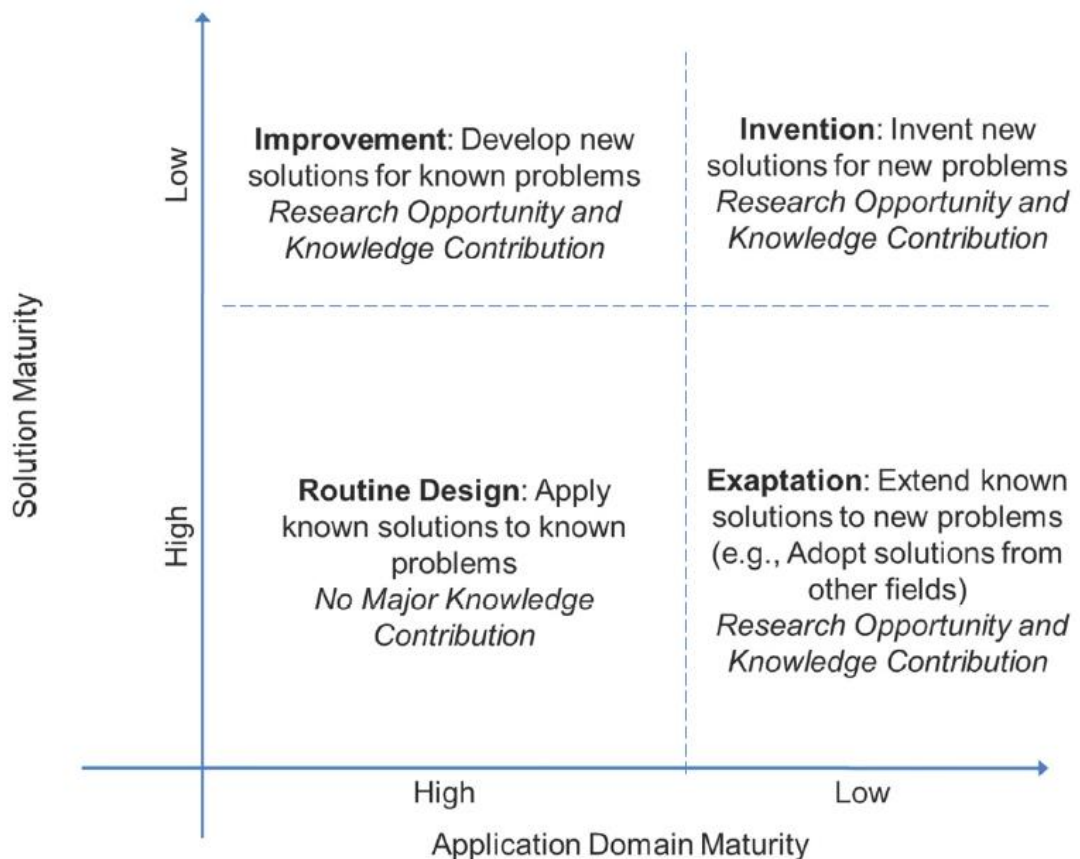 Solution Maturity
Low
High
Improvement: Develop new
solutions for known problems
Research Opportunity and
Knowledge Contribution
Invention: Invent new
solutions for new problems
Research Opportunity and
Knowledge Contribution
Routine Design: Apply
known solutions to known
problems
No Major Knowledge
Contribution
Exaptation: Extend known
solutions to new problems
(e.g., Adopt solutions from
other fields)
Research Opportunity and
Knowledge Contribution
High
Low
Application Domain Maturity